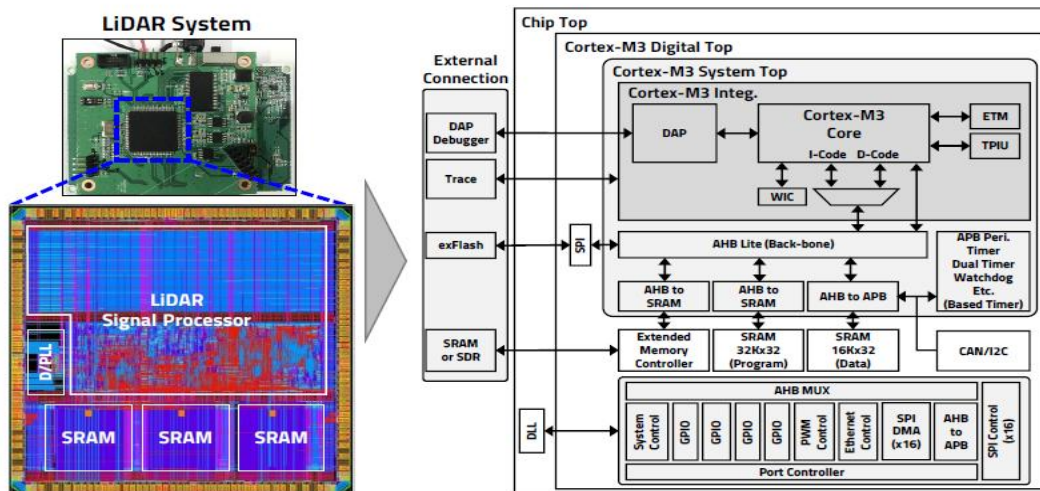 LiDAR System
LiDAR
Signal Processor
D/PLL
SRAM
SRAM
SRAM
External
Connection
DAP
Debugger
Trace
exFlash
SRAM
or SDR
SPI
DLL
Chip Top
Cortex-M3 Digital Top
Cortex-M3 System Top
Cortex-M3 Integ.
DAP
Cortex-M3
Core
I-Code
D-Code
ETM
TPIU
WIC
AHB Lite (Back-bone)
APB Peri.
Timer
Dual Timer
Watchdog
Etc.
(Based Timer)
AHB to
SRAM
AHB to
SRAM
AHB to APB
Extended
Memory
Controller
SRAM
32Kx32
(Program)
SRAM
16Kx32
(Data)
CAN/I2C
AHB MUX
System
Control
GPIO
GPIO
GPIO
GPIO
PWM
Control
Ethernet
Control
SPI
DMA
(x16)
AHB
to
APB
SPI Control
(x16)
Port Controller